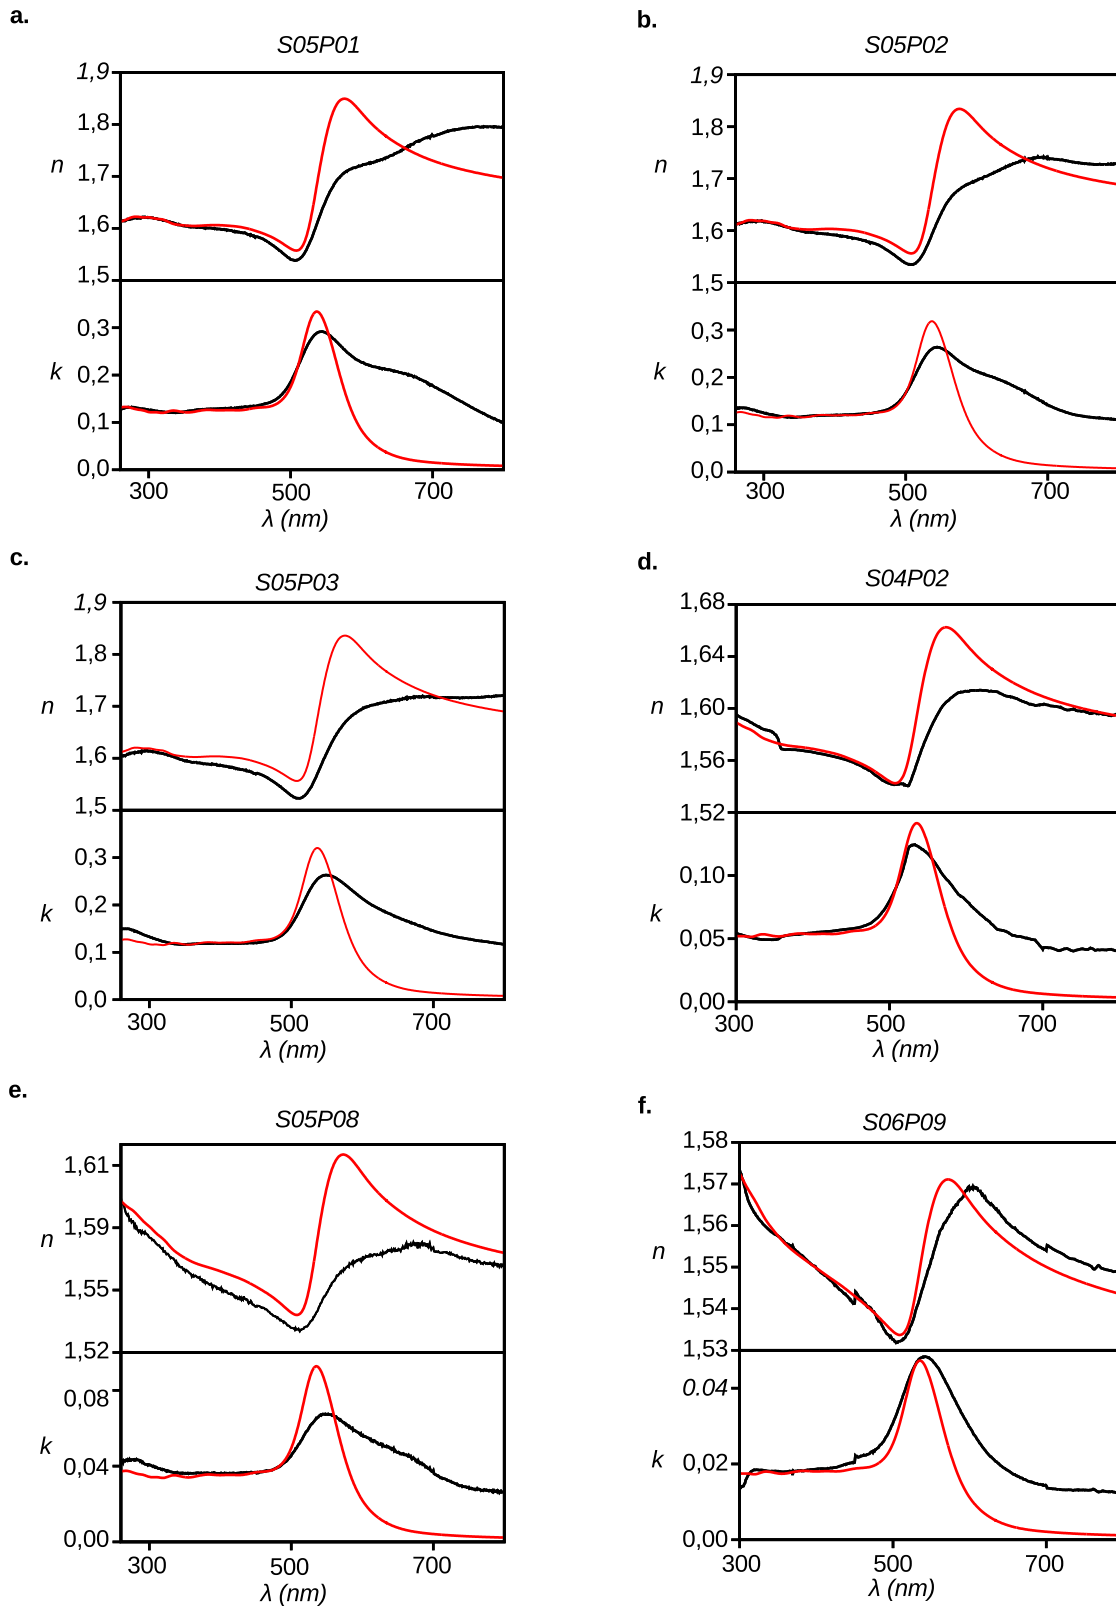 a.
S05P01
1,9
1,8
n
1,7
1,6
1,5
0,3
k
0,2
0,1
0,0
300 500 700
λ (nm)
b.
S05P02
1,9
1,8
n
1,7
1,6
1,5
0,3
k
0,2
0,1
0,0
300 500 700
λ (nm)
c.
S05P03
1,9
1,8
n
1,7
1,6
1,5
0,3
0,2
k
0,1
0,0
300 500 700
λ (nm)
d.
S04P02
1,68
1,64
n
1,60
1,56
1,52
0,10
k
0,05
0,00
300 500 700
λ (nm)
e.
S05P08
1,61
1,59
n
1,55
1,52
0,08
k
0,04
0,00
300 500 700
λ (nm)
f.
S06P09
1,58
1,57
1,56
n
1,55
1,54
1,53
0.04
k
0,02
0,00
300 500 700
λ (nm)